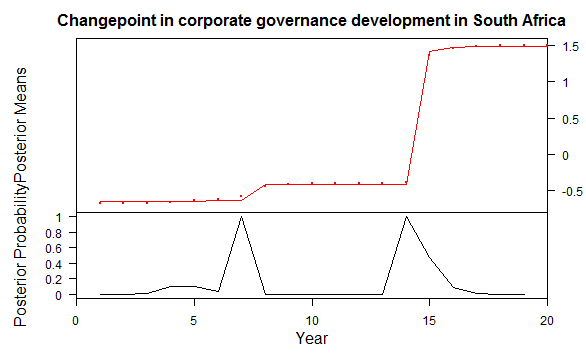 Changepoint in corporate governance development in South Africa
Posterior Means
1.5
1
0.5
0
-0.5
Posterior Probability
1
0.8
0.6
0.4
0.2
0
0 5 10 15 20
Year